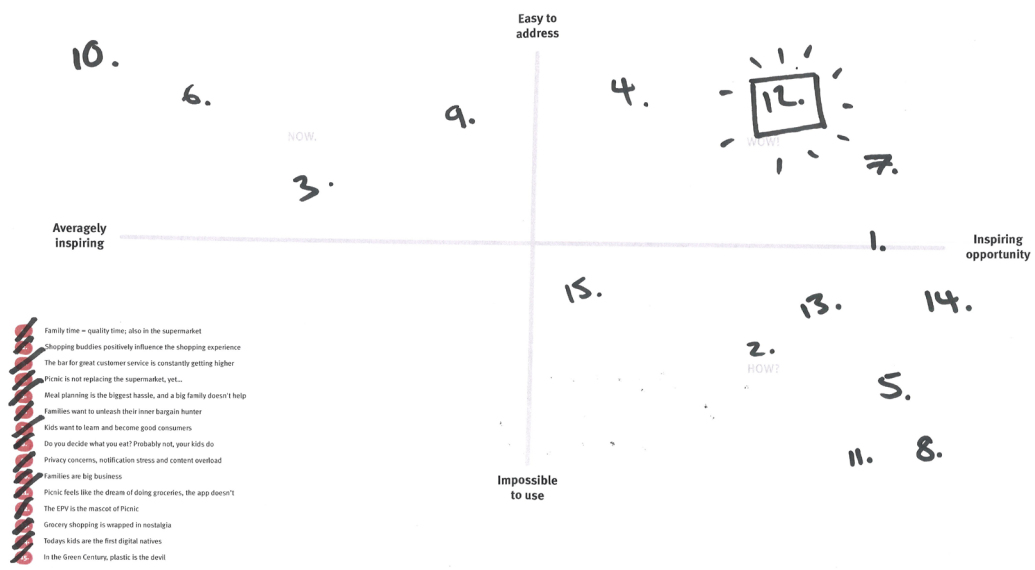 Easy to
address
10.
6.
9.
4.
12.
NOW.
WOW!
7.
3.
Averagely
inspiring
1.
Inspiring
opportunity
15.
13.
14.
2.
HOW?
5.
11.
8.
Impossible
to use
Family time = quality time; also in the supermarket
Shopping buddies positively influence the shopping experience
The bar for great customer service is constantly getting higher
Picnic is not replacing the supermarket, yet...
Meal planning is the biggest hassle, and a big family doesn't help
Families want to unleash their inner bargain hunter
Kids want to learn and become good consumers
Do you decide what you eat? Probably not, your kids do
Privacy concerns, notification stress and content overload
Families are big business
Picnic feels like the dream of doing groceries, the app doesn't
The EPV is the mascot of Picnic
Grocery shopping is wrapped in nostalgia
Todays kids are the first digital natives
In the Green Century, plastic is the devil